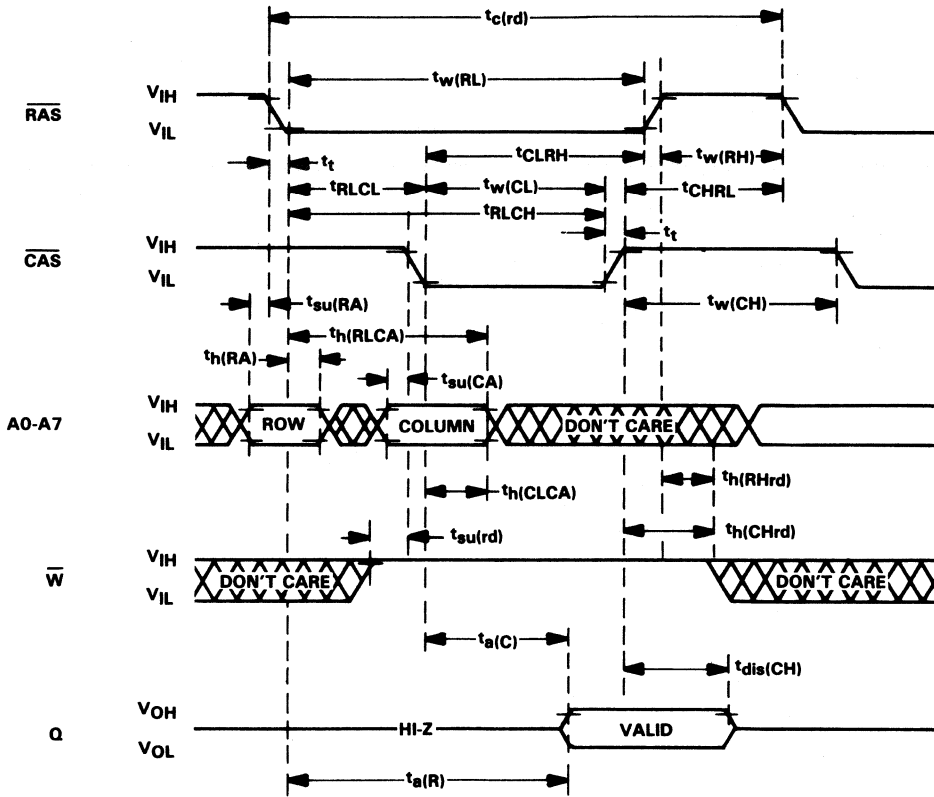 tc(rd)
tw(RL)
RAS
VIH
VIL
tCLRH
tw(RH)
tt
tRLCL
tw(CL)
tCHRL
tRLCH
tt
CAS
VIH
VIL
tsu(RA)
tw(CH)
th(RLCA)
th(RA)
tsu(CA)
A0-A7
VIH
VIL
ROW
COLUMN
DON'T CARE
th(RHrd)
th(CLCA)
tsu(rd)
th(CHrd)
W
VIH
VIL
DON'T CARE
DON'T CARE
ta(C)
tdis(CH)
Q
VOH
VOL
HI-Z
VALID
ta(R)